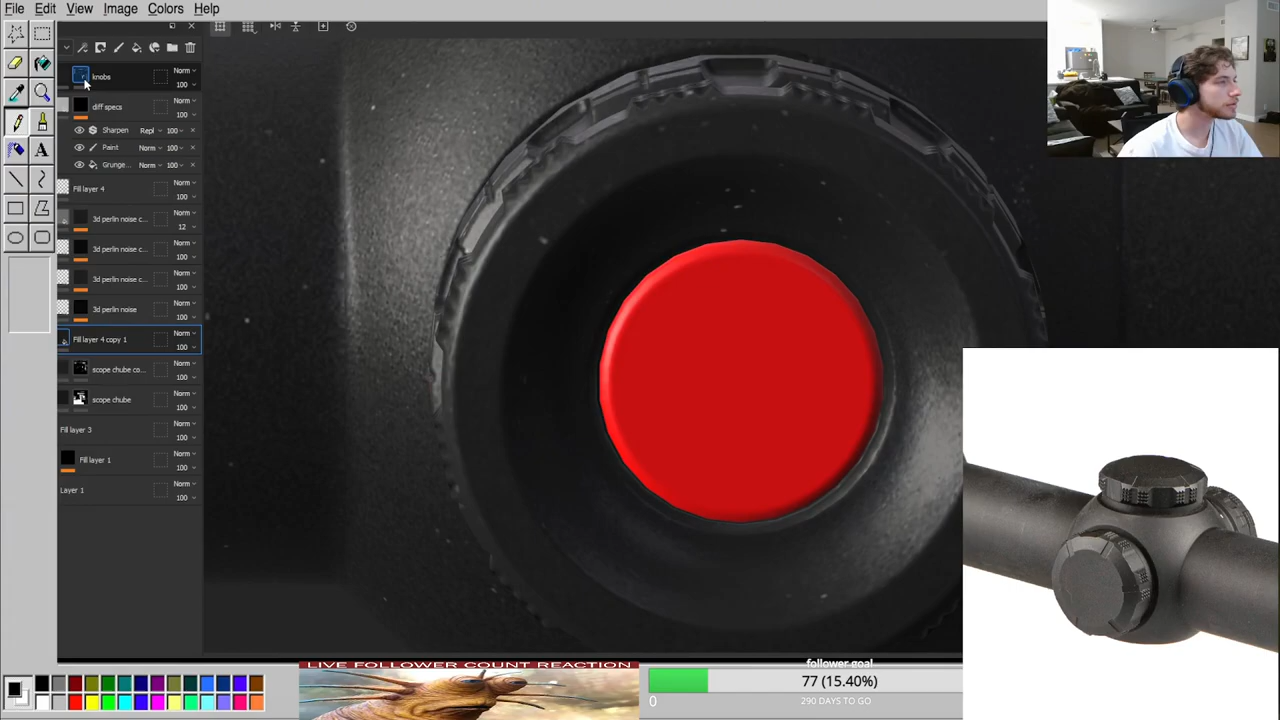 File Edit View Image Colors Help
knobs Norm 100
diff specs Norm 100
Sharpen Repl 100
Paint Norm 100
Grunge... Norm 100
Fill layer 4 Norm 100
3d perlin noise c... Norm 12
3d perlin noise c... Norm 100
3d perlin noise c... Norm 100
3d perlin noise Norm 100
Fill layer 4 copy 1 Norm 100
scope chube co... Norm 100
scope chube Norm 100
Fill layer 3 Norm 100
Fill layer 1 Norm 100
Layer 1 Norm 100
A
LIVE FOLLOWER COUNT REACTION
follower goal
77 (15.40%)
0
290 DAYS TO GO